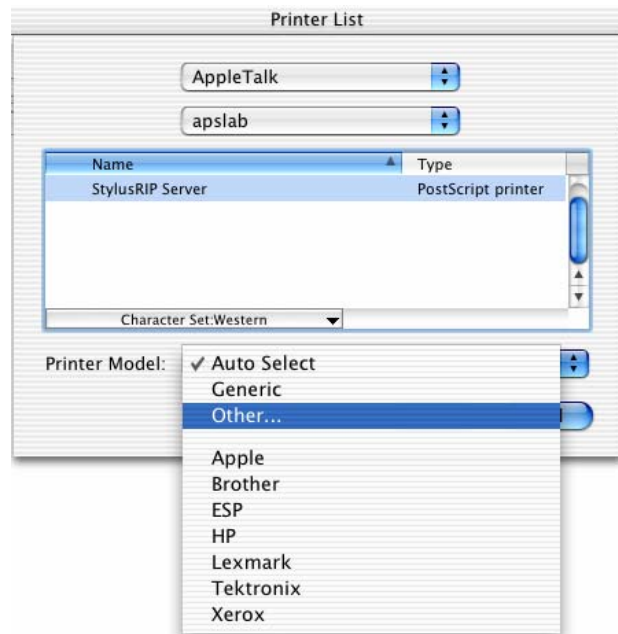 Printer List
AppleTalk
apslab
Name Type
StylusRIP Server PostScript printer
Character Set:Western
Printer Model: ✓ Auto Select
Generic
Other...
Apple
Brother
ESP
HP
Lexmark
Tektronix
Xerox